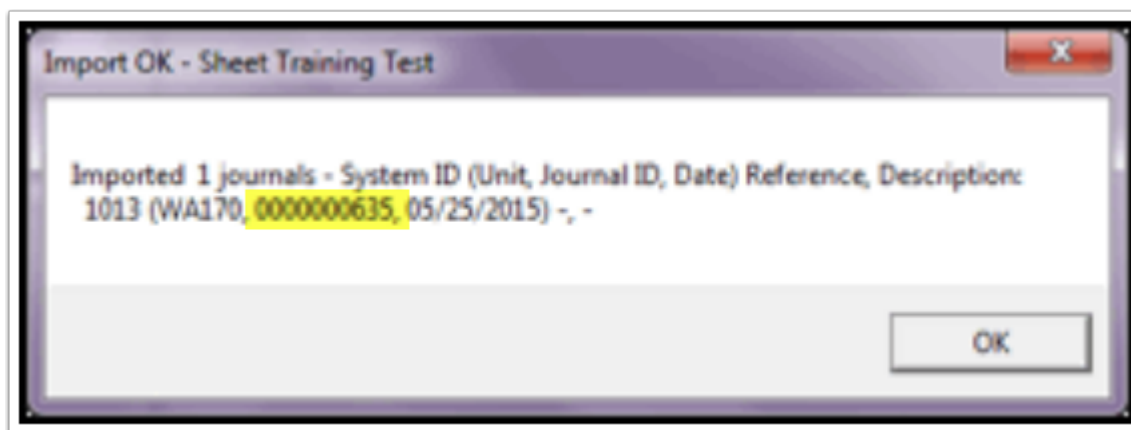 Import OK - Sheet Training Test
Imported 1 journals - System ID (Unit, Journal ID, Date) Reference, Description:
1013 (WA170, 0000000635, 05/25/2015) -, -
OK